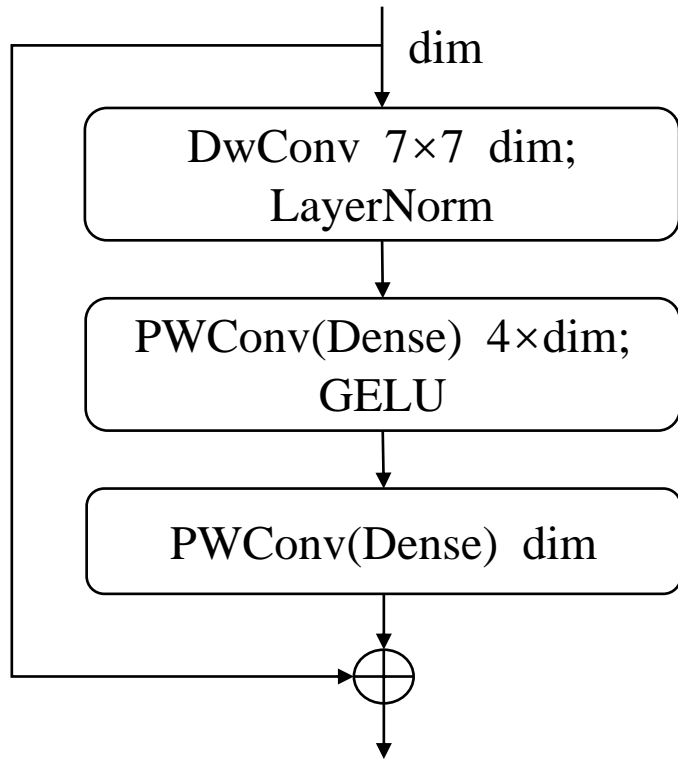 dim
DwConv 7×7 dim;
LayerNorm
PWConv(Dense) 4×dim;
GELU
PWConv(Dense) dim